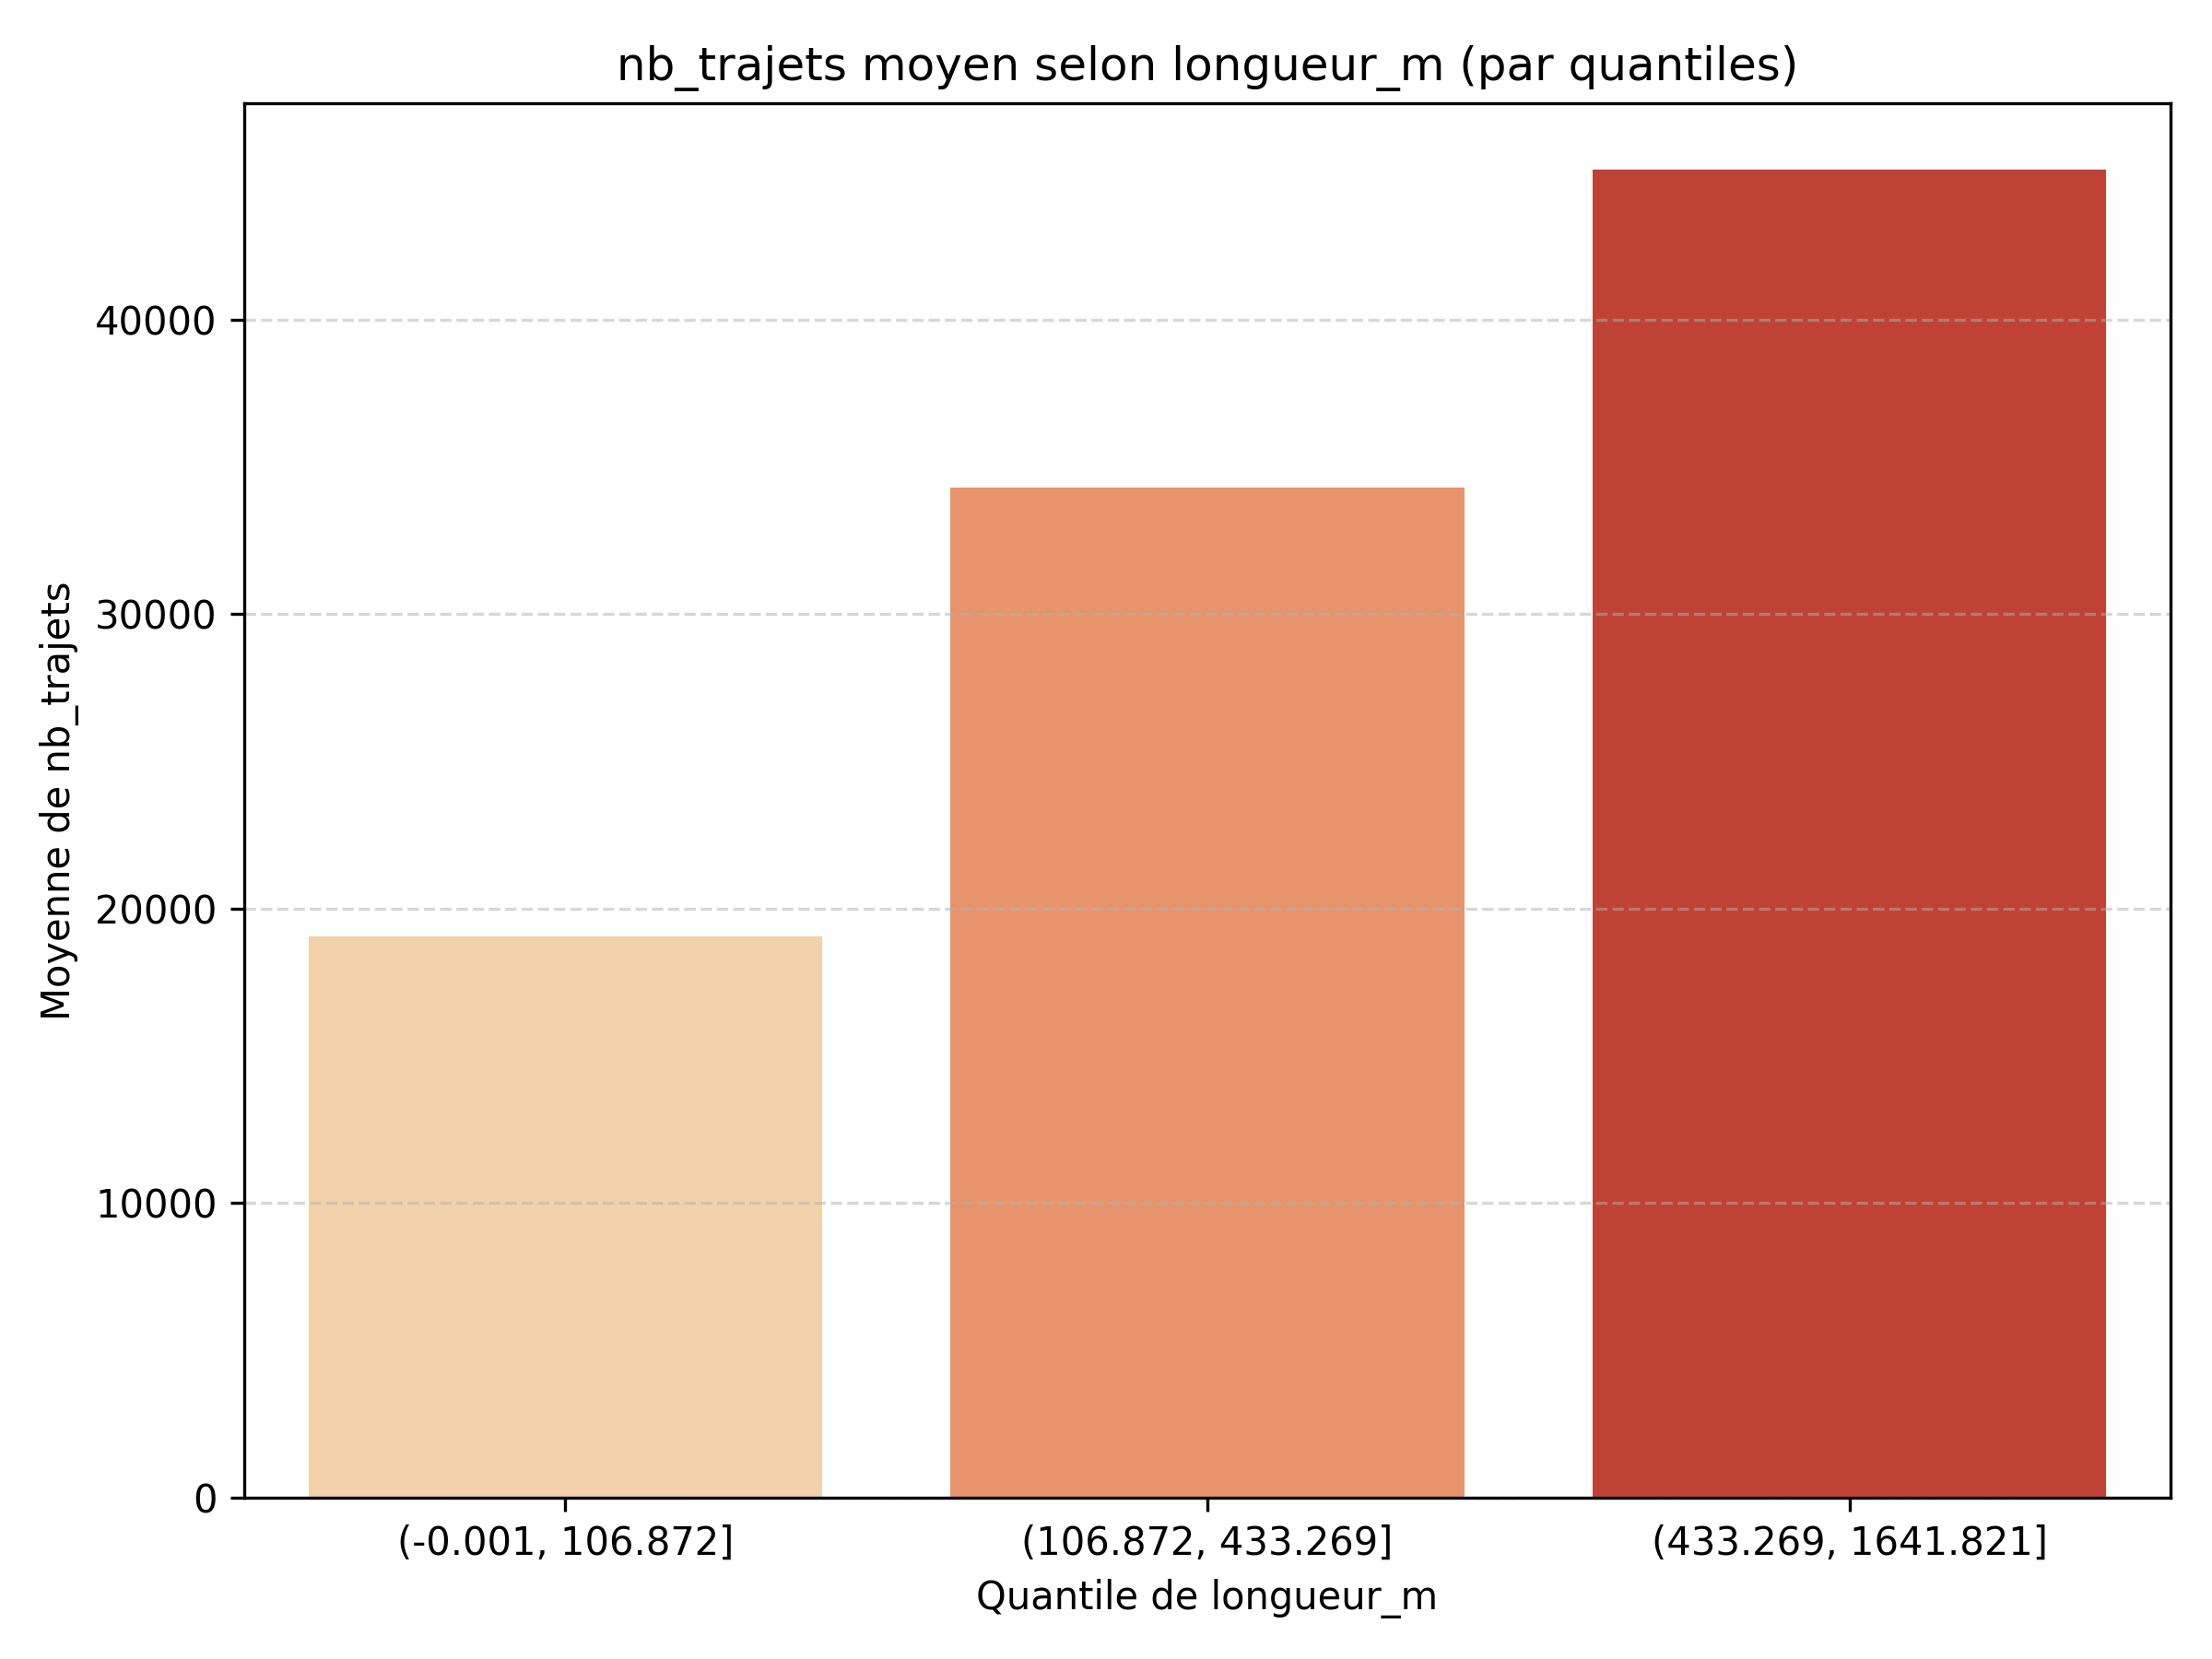 nb_trajets moyen selon longueur_m (par quantiles)
Moyenne de nb_trajets
40000
30000
20000
10000
0
(-0.001, 106.872]
(106.872, 433.269]
(433.269, 1641.821]
Quantile de longueur_m